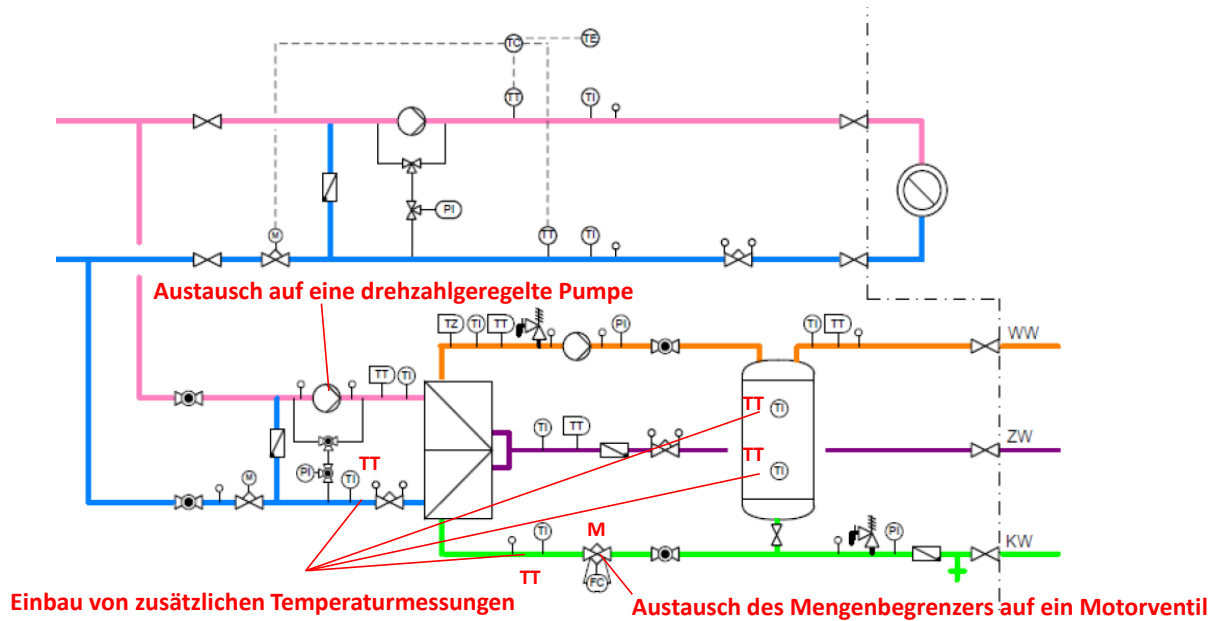 TC TE
TT TI
PI
M TT TI
Austausch auf eine drehzahlgeregelte Pumpe
TZ TI TT PI TI TT WW
TT TI
TT TI
TI TT ZW
M TT TT TI
PI TI
TI M PI KW
TT FC
Einbau von zusätzlichen Temperaturmessungen
Austausch des Mengenbegrenzers auf ein Motorventil